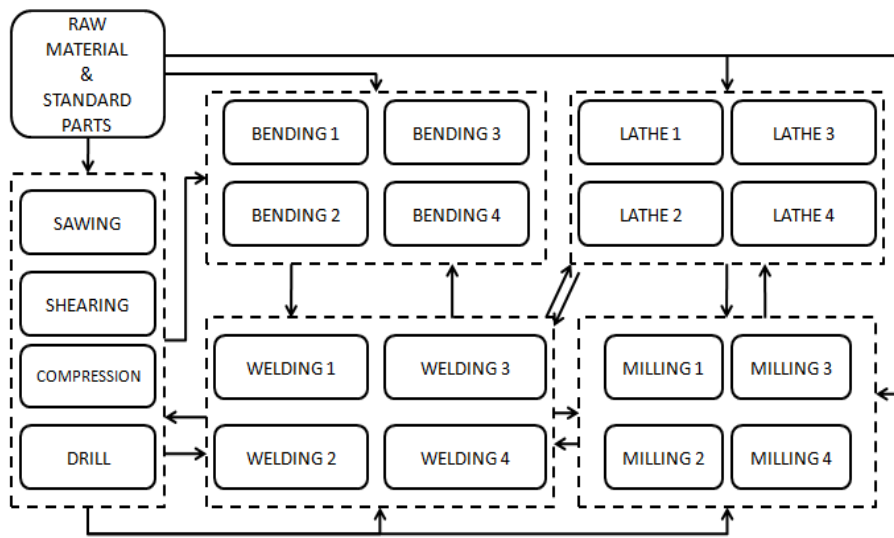 RAW
MATERIAL
&
STANDARD
PARTS
BENDING 1
BENDING 3
BENDING 2
BENDING 4
LATHE 1
LATHE 3
LATHE 2
LATHE 4
SAWING
SHEARING
COMPRESSION
DRILL
WELDING 1
WELDING 3
WELDING 2
WELDING 4
MILLING 1
MILLING 3
MILLING 2
MILLING 4